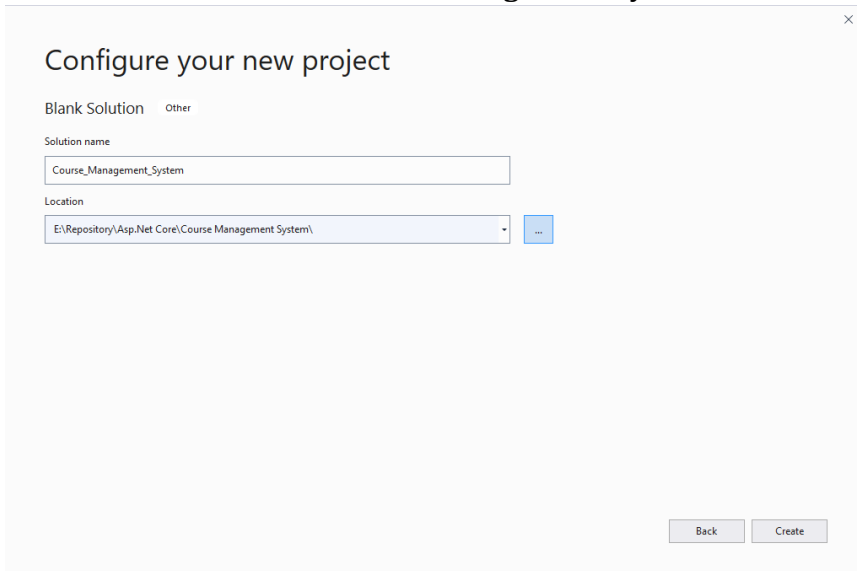 Configure your new project
Blank Solution Other
Solution name
Course_Management_System
Location
E:\Repository\Asp.Net Core\Course Management System\
...
Back Create